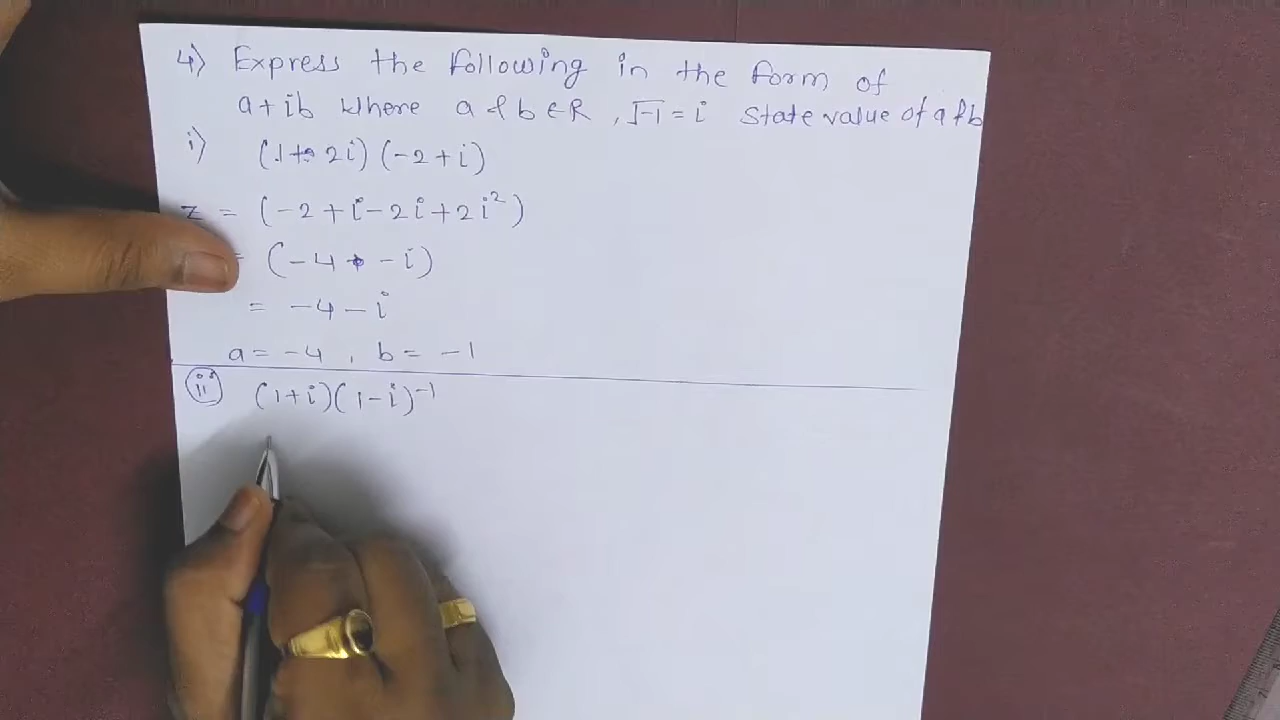 4) Express the following in the form of
a + ib Where a & b ∈ R , √-1 = i State value of a & b
i) (1 + 2i) (-2 + i)
z = (-2 + i - 2i + 2i²)
= (-4 - i)
= -4 - i
a = -4 , b = -1
ii (1+i)(1-i)⁻¹